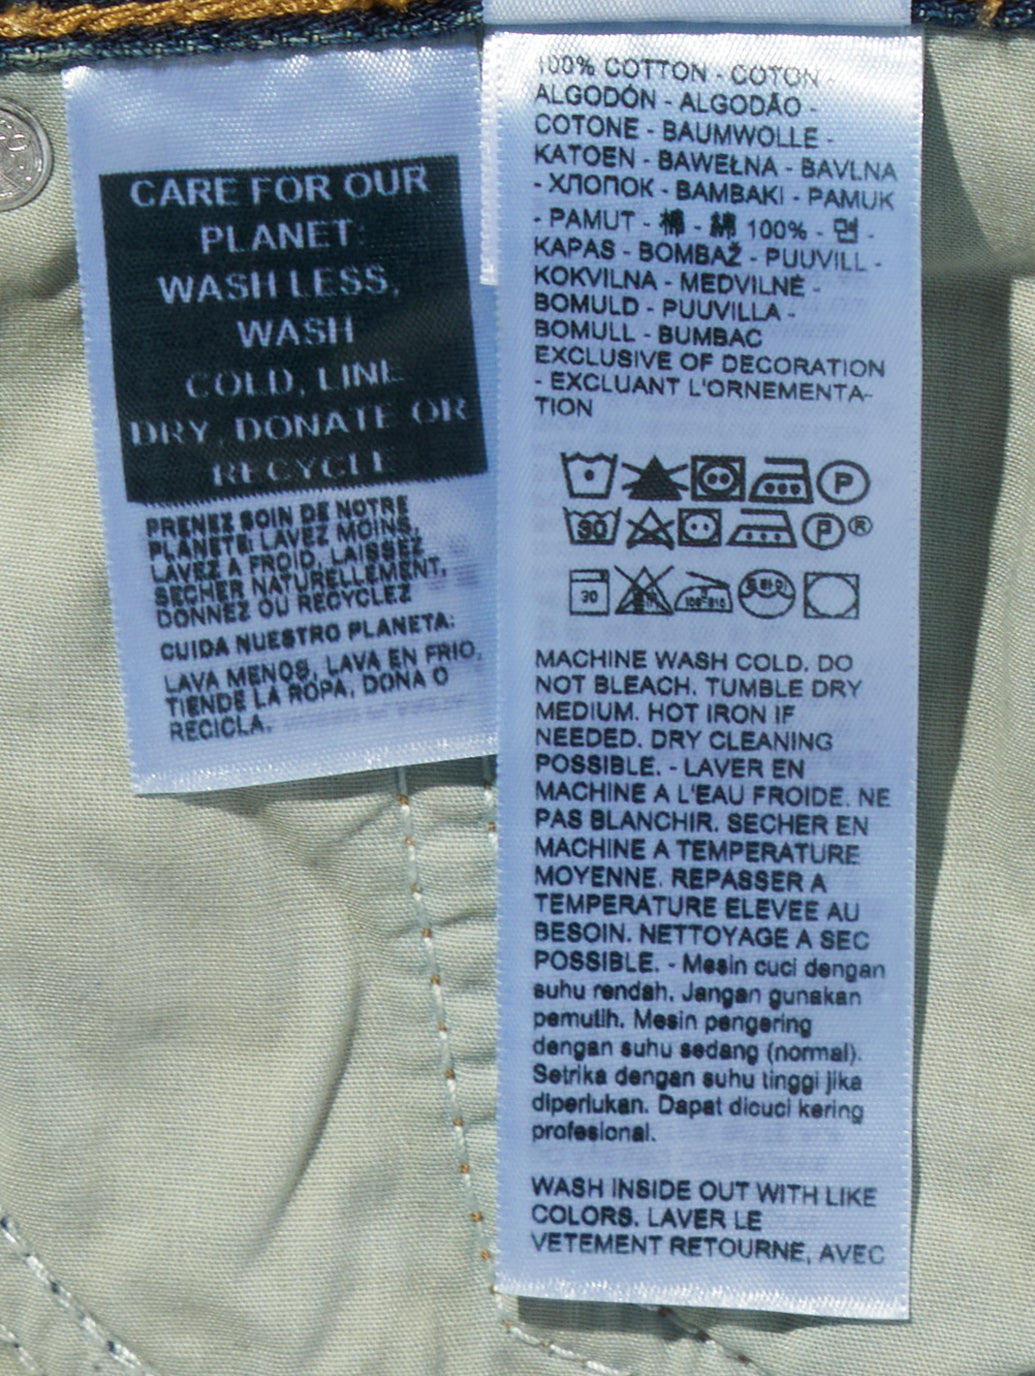 CARE FOR OUR
PLANET:
WASH LESS,
WASH
COLD, LINE
DRY, DONATE OR
RECYCLE
PRENEZ SOIN DE NOTRE
PLANETE: LAVEZ MOINS,
LAVEZ A FROID, LAISSEZ
SECHER NATURELLEMENT,
DONNEZ OU RECYCLEZ
CUIDA NUESTRO PLANETA:
LAVA MENOS, LAVA EN FRIO,
TIENDE LA ROPA, DONA O
RECICLA.
100% COTTON - COTON -
ALGODÓN - ALGODÃO -
COTONE - BAUMWOLLE -
KATOEN - BAWEŁNA - BAVLNA
- ХЛОПОК - BAMBAKI - PAMUK
- PAMUT - 棉 - 綿 100% - 면 -
KAPAS - BOMBAŽ - PUUVILL -
KOKVILNA - MEDVILNĖ -
BOMULD - PUUVILLA -
BOMULL - BUMBAC
EXCLUSIVE OF DECORATION
- EXCLUANT L'ORNEMENTA-
TION
P
30 P ®
30
MACHINE WASH COLD. DO
NOT BLEACH. TUMBLE DRY
MEDIUM. HOT IRON IF
NEEDED. DRY CLEANING
POSSIBLE. - LAVER EN
MACHINE A L'EAU FROIDE. NE
PAS BLANCHIR. SECHER EN
MACHINE A TEMPERATURE
MOYENNE. REPASSER A
TEMPERATURE ELEVEE AU
BESOIN. NETTOYAGE A SEC
POSSIBLE. - Mesin cuci dengan
suhu rendah. Jangan gunakan
pemutih. Mesin pengering
dengan suhu sedang (normal).
Setrika dengan suhu tinggi jika
diperlukan. Dapat dicuci kering
profesional.
WASH INSIDE OUT WITH LIKE
COLORS. LAVER LE
VETEMENT RETOURNE, AVEC